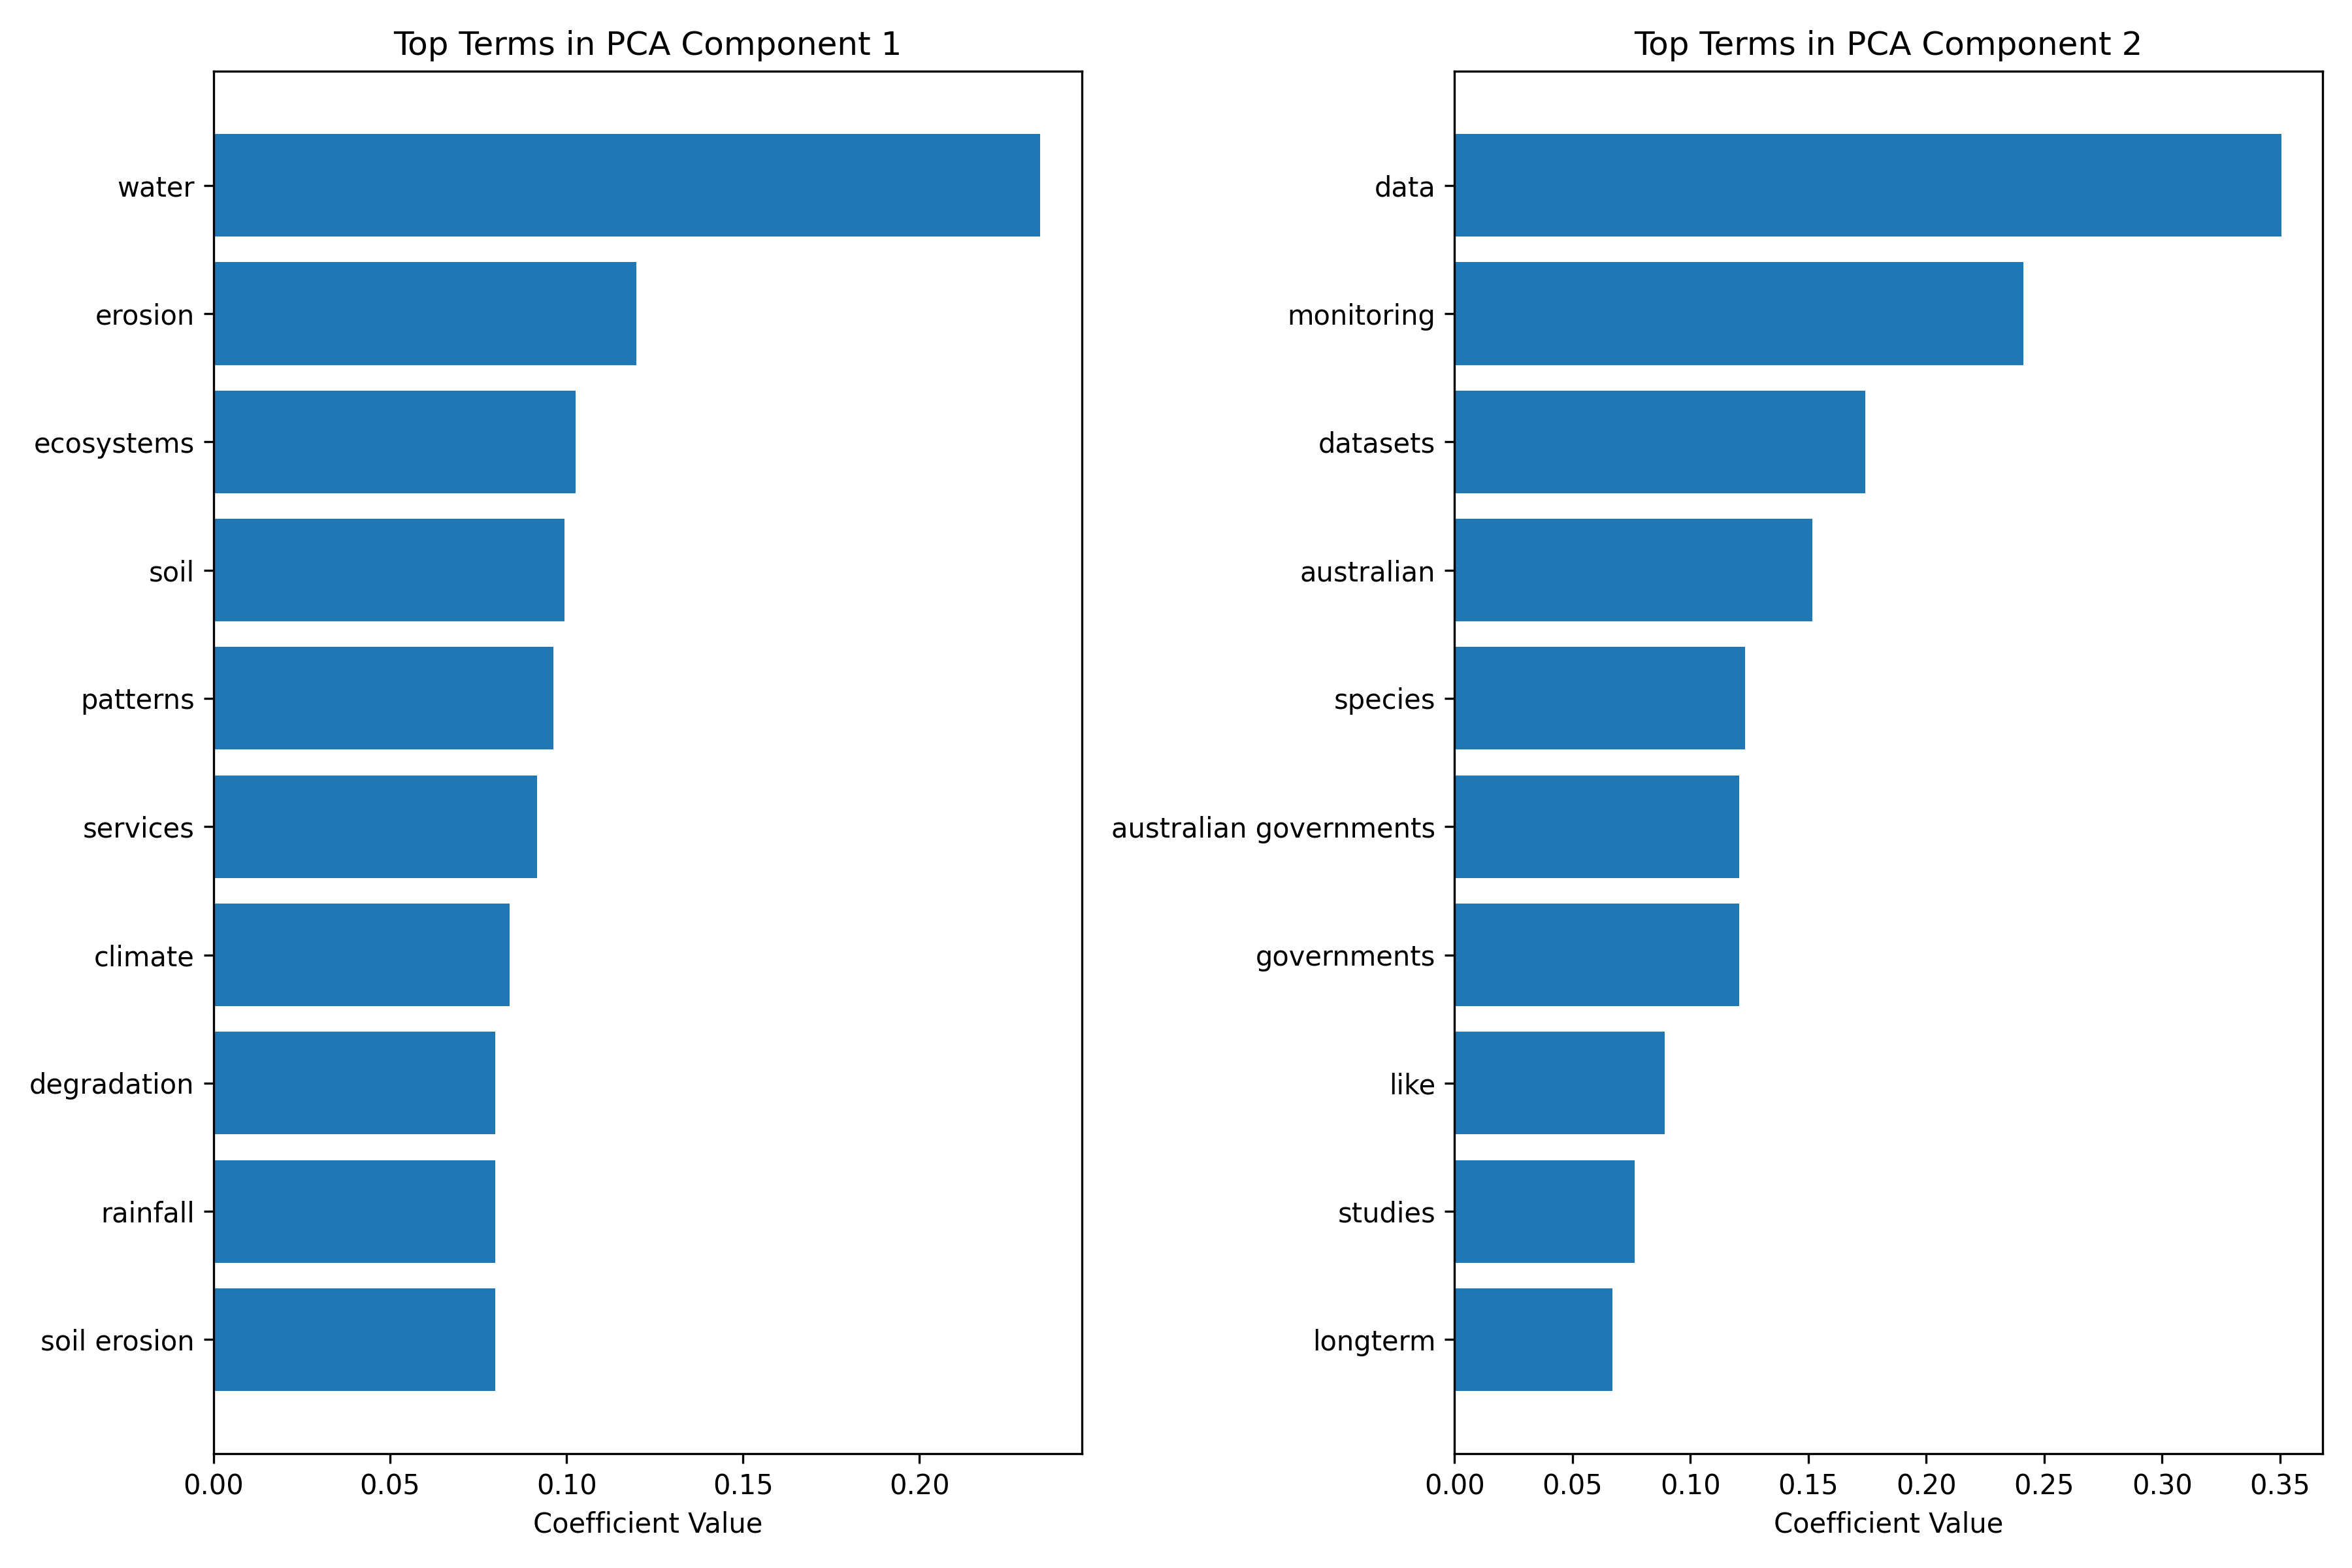 Top Terms in PCA Component 1
water
erosion
ecosystems
soil
patterns
services
climate
degradation
rainfall
soil erosion
0.00 0.05 0.10 0.15 0.20
Coefficient Value
Top Terms in PCA Component 2
data
monitoring
datasets
australian
species
australian governments
governments
like
studies
longterm
0.00 0.05 0.10 0.15 0.20 0.25 0.30 0.35
Coefficient Value